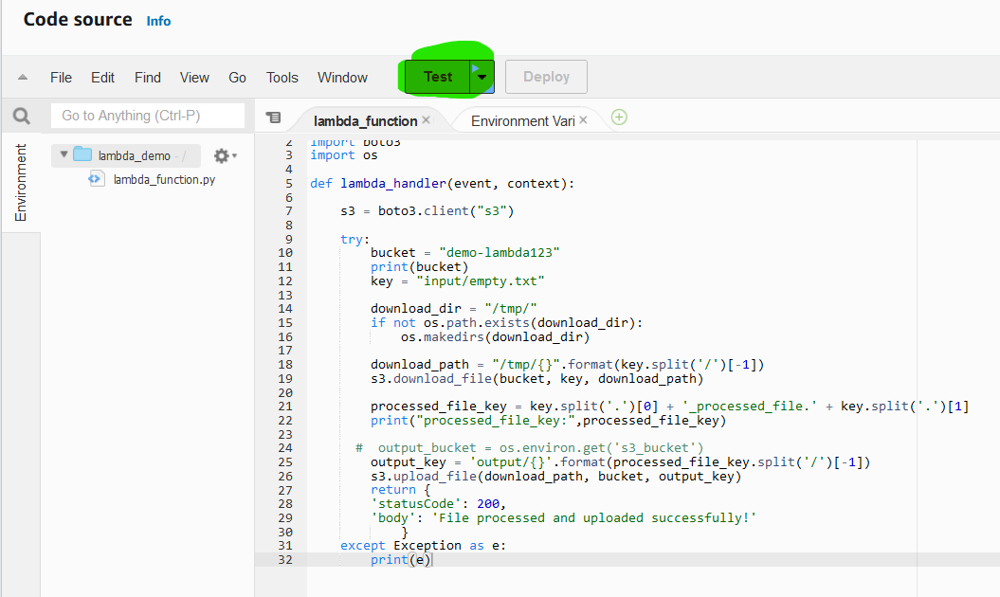 Code source Info
File Edit Find View Go Tools Window Test Deploy
Go to Anything (Ctrl-P)
lambda_function × Environment Vari ×
Environment
lambda_demo - /
lambda_function.py
2 import boto3
3 import os
4
5 def lambda_handler(event, context):
6
7 s3 = boto3.client("s3")
8
9 try:
10 bucket = "demo-lambda123"
11 print(bucket)
12 key = "input/empty.txt"
13
14 download_dir = "/tmp/"
15 if not os.path.exists(download_dir):
16 os.makedirs(download_dir)
17
18 download_path = "/tmp/{}".format(key.split('/')[-1])
19 s3.download_file(bucket, key, download_path)
20
21 processed_file_key = key.split('.')[0] + '_processed_file.' + key.split('.')[1]
22 print("processed_file_key:",processed_file_key)
23
24 # output_bucket = os.environ.get('s3_bucket')
25 output_key = 'output/{}'.format(processed_file_key.split('/')[-1])
26 s3.upload_file(download_path, bucket, output_key)
27 return {
28 'statusCode': 200,
29 'body': 'File processed and uploaded successfully!'
30 }
31 except Exception as e:
32 print(e)